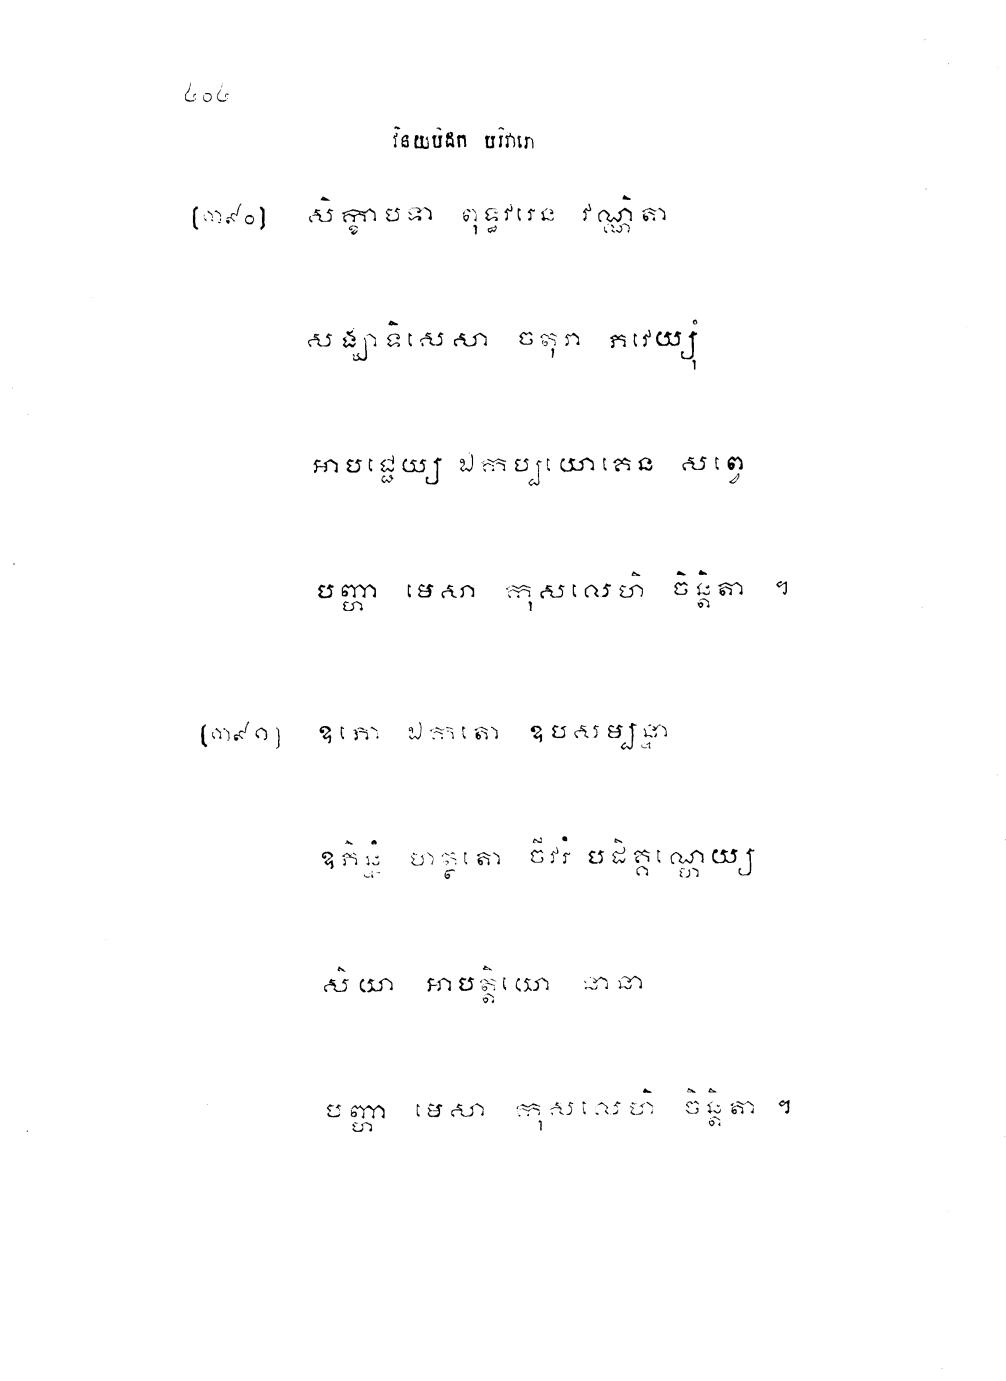 ៤០៤
វិនយបិដក បរិវារោ
[៣៩០] សិក្ខាបទា ពុទ្ធវរេន វណ្ណិតា
សង្ឃាទិសេសា ចតុរា ភវេយ្យុំ
អាបជ្ជេយ្យ ឯកប្បយោគេន សព្វេ
បញ្ហា មេសា កុសលេហិ ចិន្តិតា ។
[៣៩១] ឧភោ ឯកតោ ឧបសម្បន្នា
ឧភិន្នំ ហត្ថតោ ចីវរំ បដិគ្គណ្ហេយ្យ
សិយា អាបត្តិយោ នានា
បញ្ហា មេសា កុសលេហិ ចិន្តិតា ។